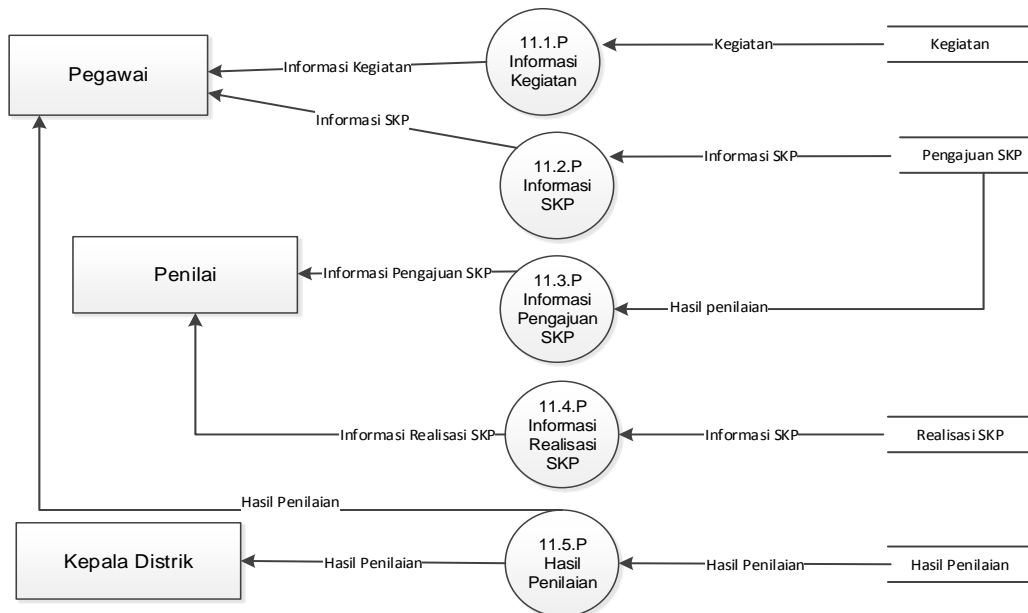 Pegawai
Informasi Kegiatan
11.1.P
Informasi
Kegiatan
Kegiatan
Kegiatan
Informasi SKP
11.2.P
Informasi
SKP
Informasi SKP
Pengajuan SKP
Penilai
Informasi Pengajuan SKP
11.3.P
Informasi
Pengajuan
SKP
Hasil penilaian
Informasi Realisasi SKP
11.4.P
Informasi
Realisasi
SKP
Informasi SKP
Realisasi SKP
Hasil Penilaian
Kepala Distrik
Hasil Penilaian
11.5.P
Hasil
Penilaian
Hasil Penilaian
Hasil Penilaian